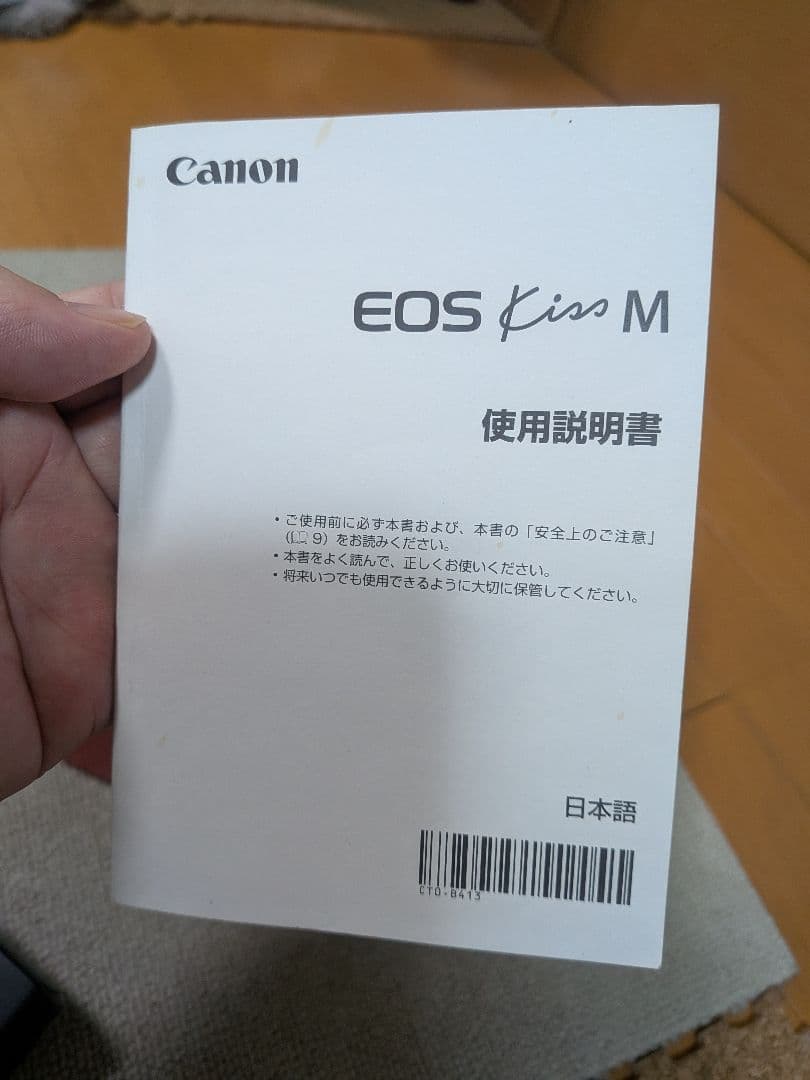 Canon
EOS Kiss M
使用説明書
・ご使用前に必ず本書および、本書の「安全上のご注意」
（📖 9）をお読みください。
・本書をよく読んで、正しくお使いください。
・将来いつでも使用できるように大切に保管してください。
日本語
CT0-B413